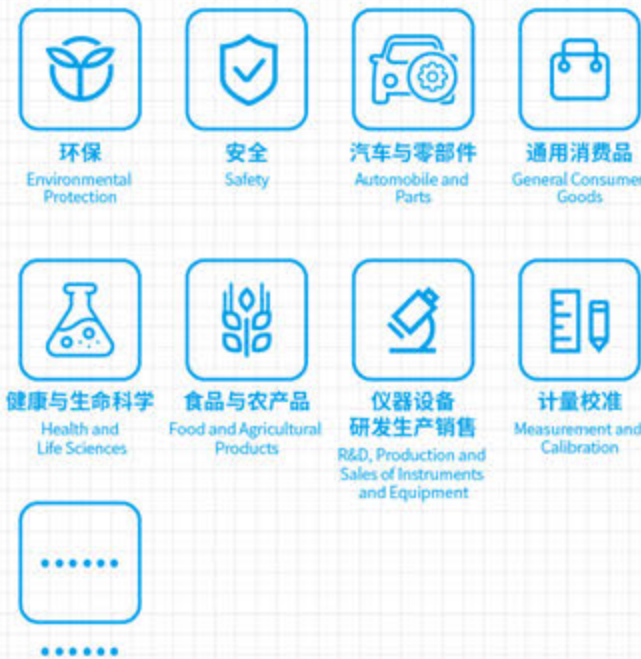 环保
Environmental
Protection
安全
Safety
汽车与零部件
Automobile and
Parts
通用消费品
General Consumer
Goods
健康与生命科学
Health and
Life Sciences
食品与农产品
Food and Agricultural
Products
仪器设备
研发生产销售
R&D, Production and
Sales of Instruments
and Equipment
计量校准
Measurement and
Calibration
······
······